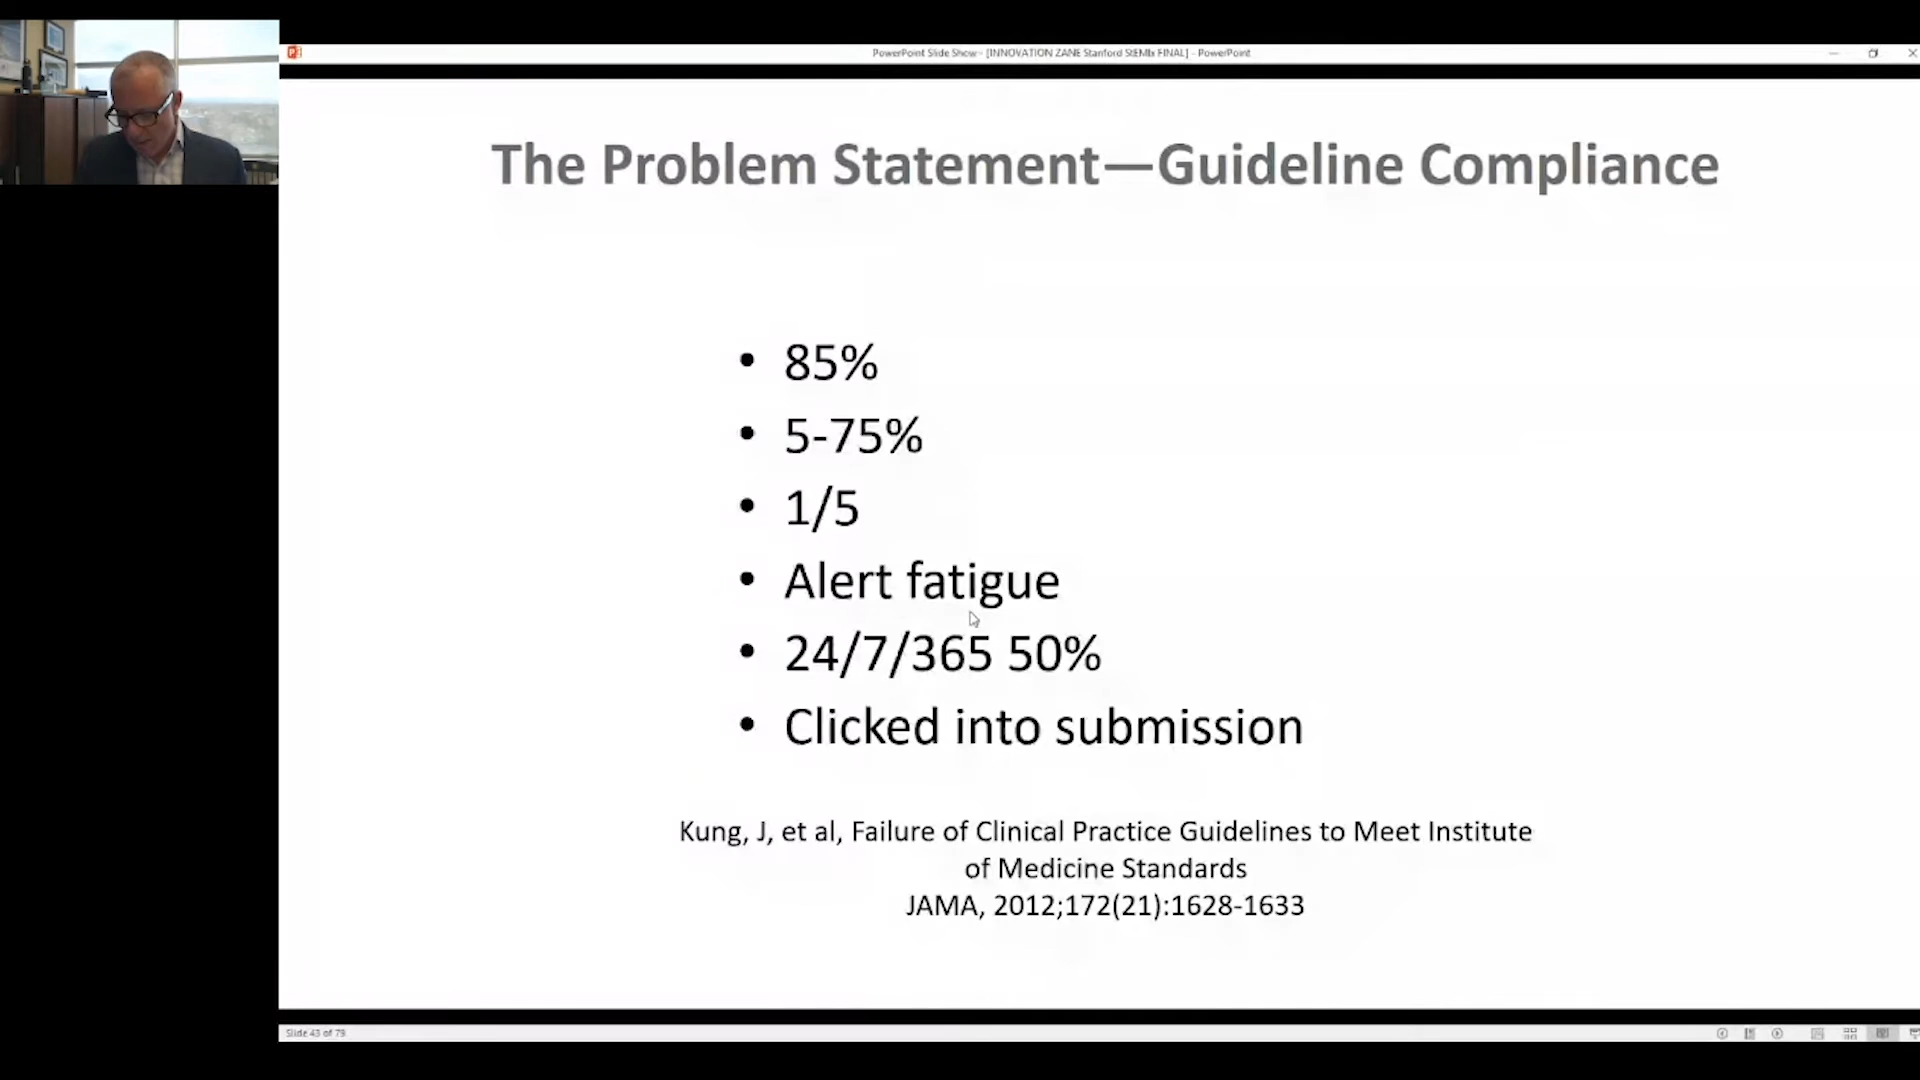 PowerPoint Slide Show - [INNOVATION ZANE Stanford StEMIx FINAL] - PowerPoint
The Problem Statement—Guideline Compliance
• 85%
• 5-75%
• 1/5
• Alert fatigue
• 24/7/365 50%
• Clicked into submission
Kung, J, et al, Failure of Clinical Practice Guidelines to Meet Institute
of Medicine Standards
JAMA, 2012;172(21):1628-1633
Slide 43 of 79